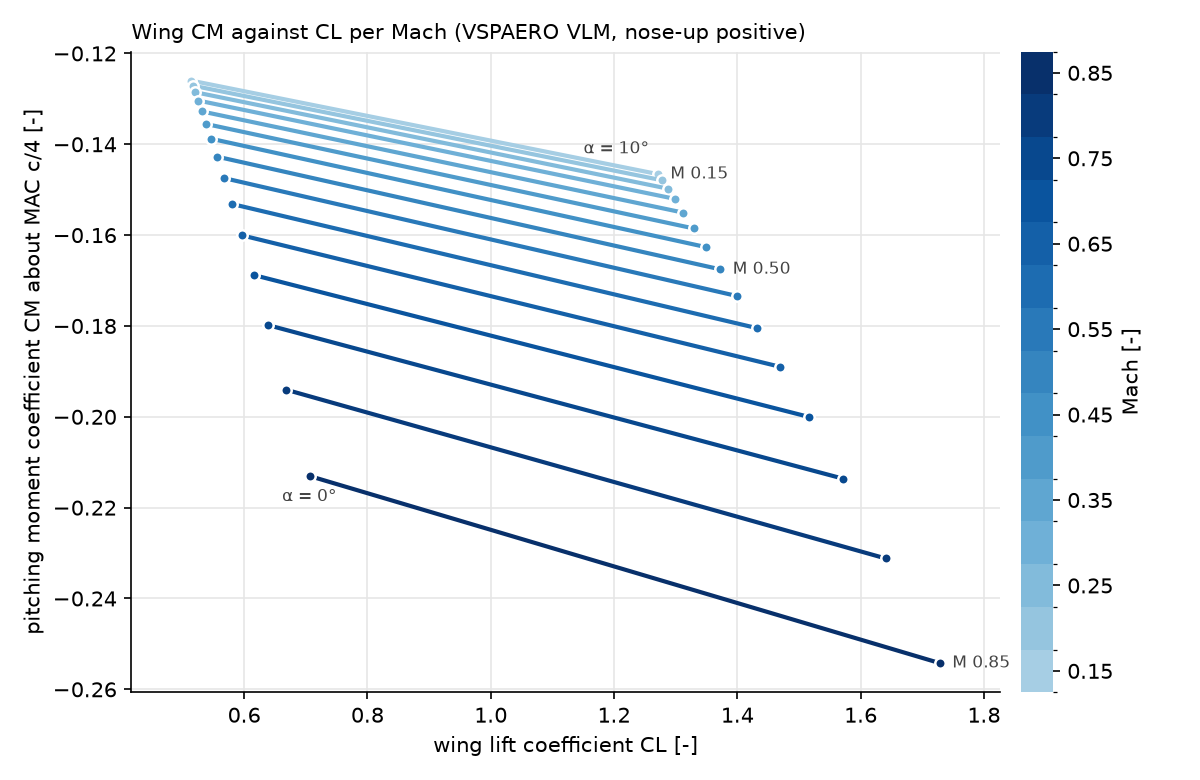 Wing CM against CL per Mach (VSPAERO VLM, nose-up positive)
pitching moment coefficient CM about MAC c/4 [-]
−0.12
−0.14
−0.16
−0.18
−0.20
−0.22
−0.24
−0.26
α = 10°
M 0.15
M 0.50
α = 0°
M 0.85
0.6 0.8 1.0 1.2 1.4 1.6 1.8
wing lift coefficient CL [-]
0.85
0.75
0.65
0.55
0.45
0.35
0.25
0.15
Mach [-]